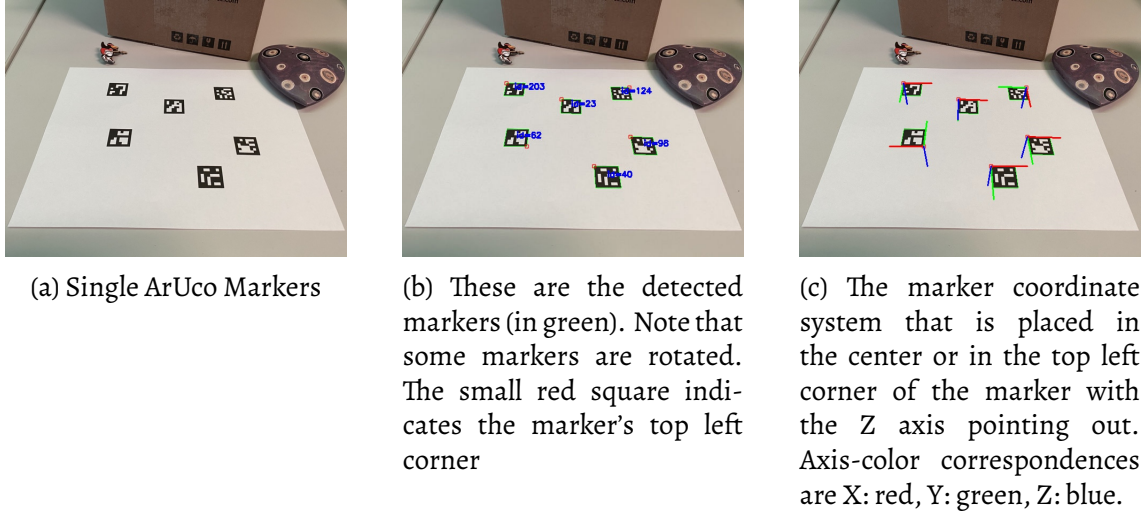 id=203
id=124
id=23
id=62
id=98
id=40
(a) Single ArUco Markers
(b) These are the detected
markers (in green). Note that
some markers are rotated.
The small red square indi-
cates the marker's top left
corner
(c) The marker coordinate
system that is placed in
the center or in the top left
corner of the marker with
the Z axis pointing out.
Axis-color correspondences
are X: red, Y: green, Z: blue.